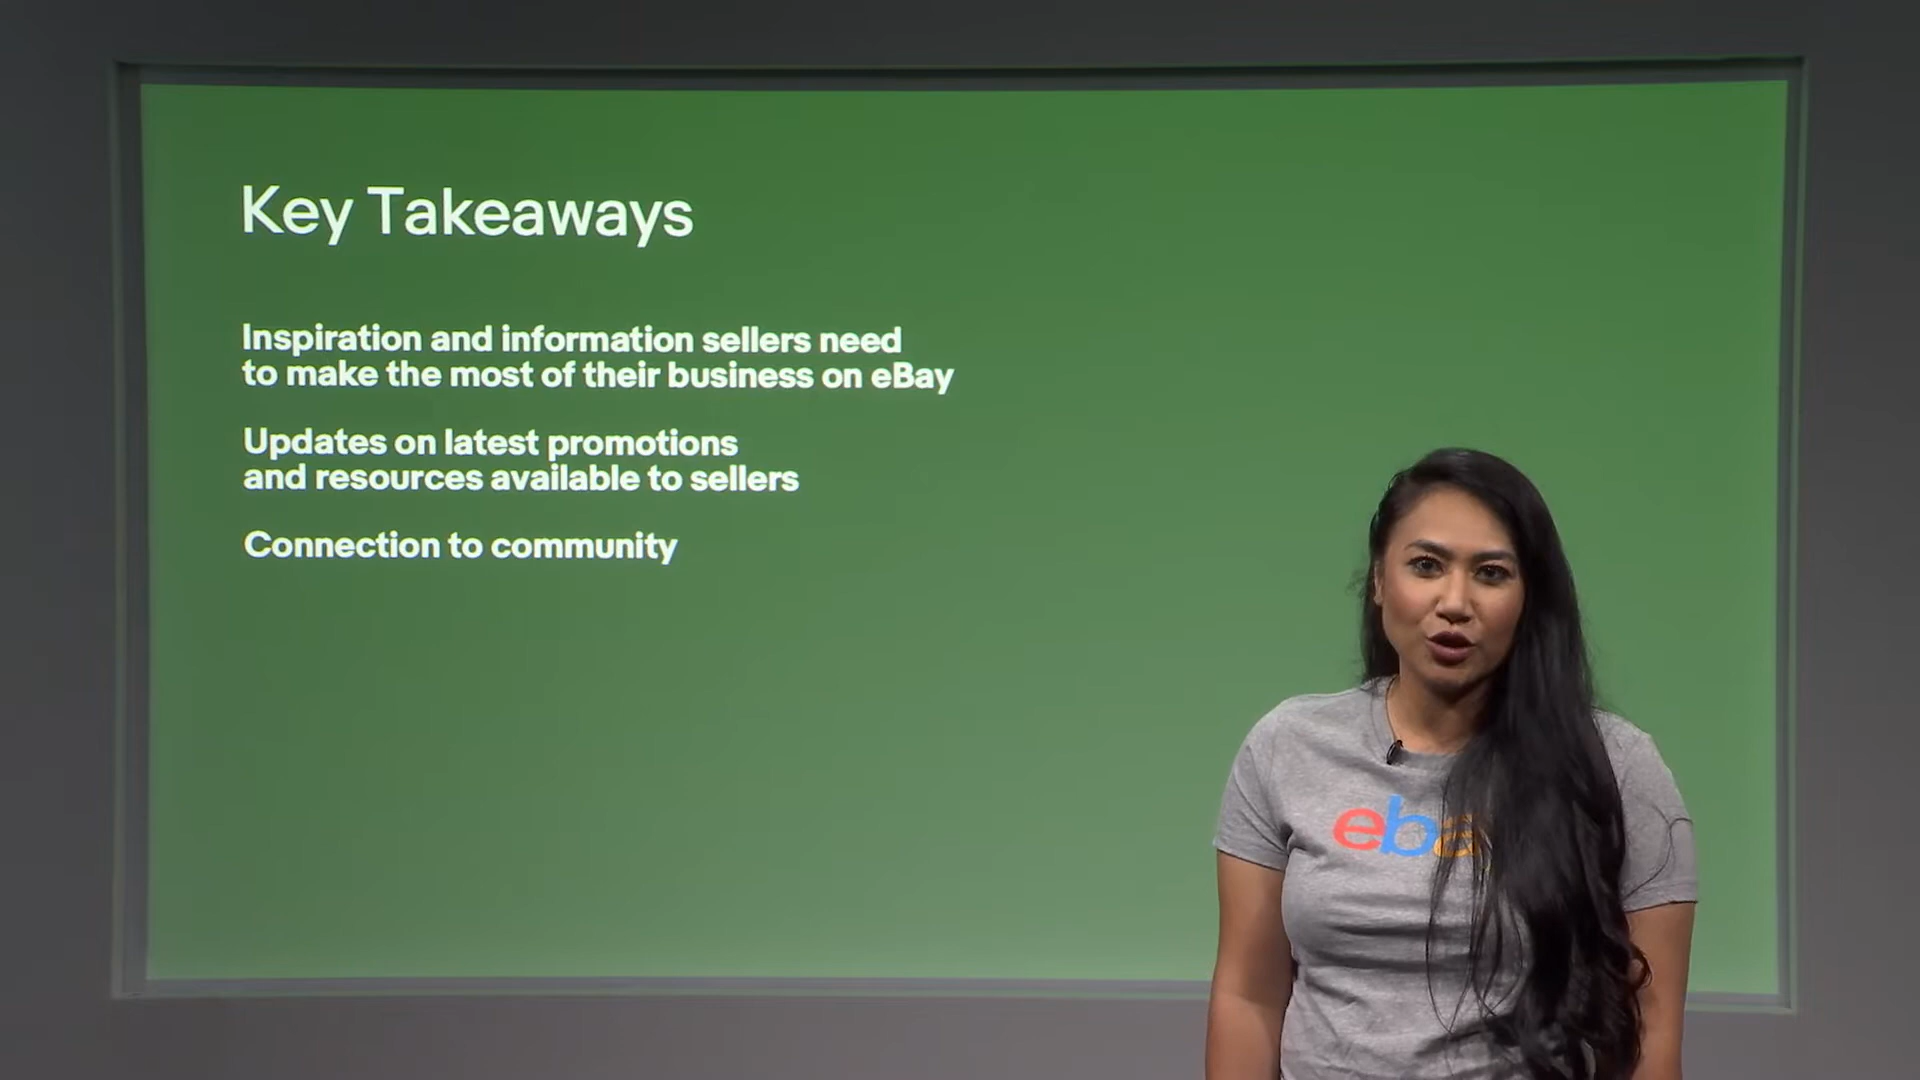 Key Takeaways
Inspiration and information sellers need
to make the most of their business on eBay
Updates on latest promotions
and resources available to sellers
Connection to community
eba